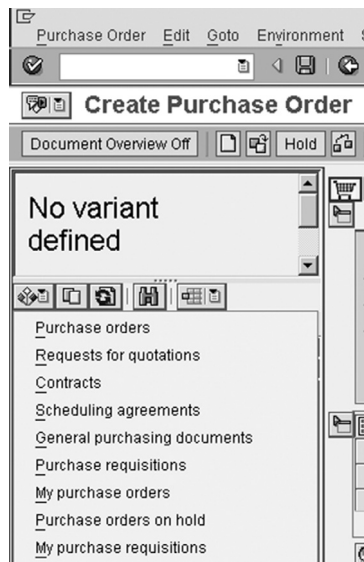 Purchase Order Edit Goto Environment
Create Purchase Order
Document Overview Off Hold
No variant
defined
Purchase orders
Requests for quotations
Contracts
Scheduling agreements
General purchasing documents
Purchase requisitions
My purchase orders
Purchase orders on hold
My purchase requisitions